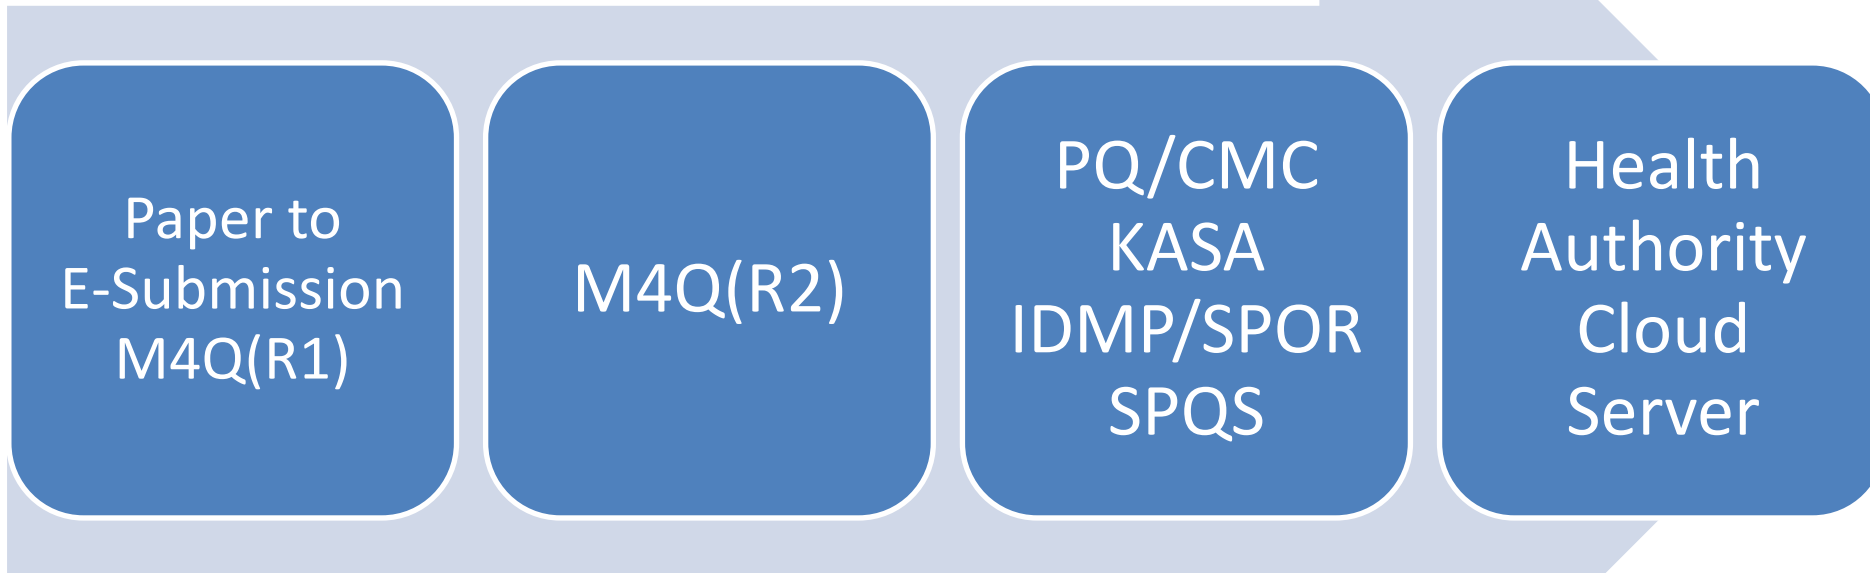 Paper to
E-Submission
M4Q(R1)
M4Q(R2)
PQ/CMC
KASA
IDMP/SPOR
SPQS
Health
Authority
Cloud
Server